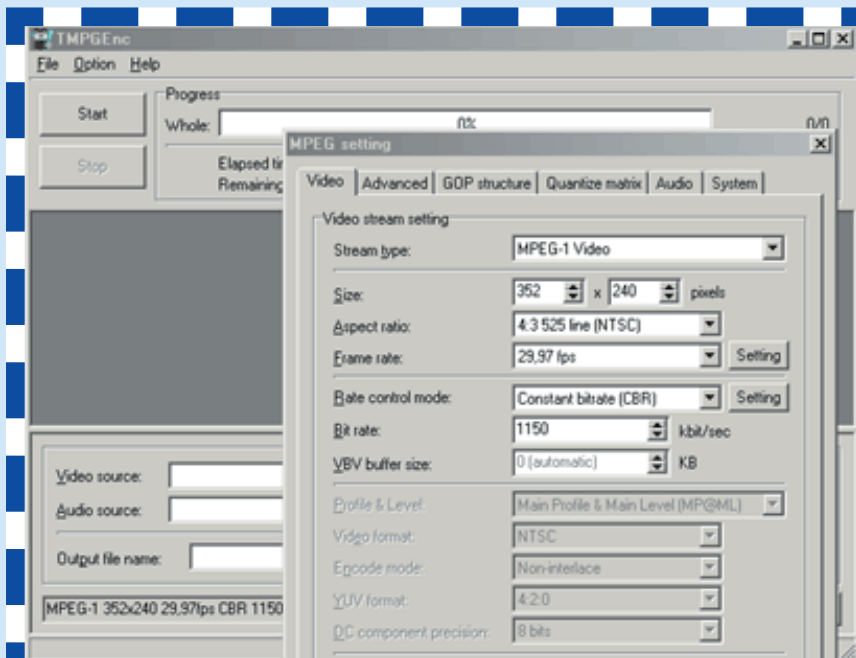 TMPGEnc
File Option Help
Progress
Start
Whole: 0% 0/0
Stop
Elapsed
Remaining
MPEG setting
Video Advanced GOP structure Quantize matrix Audio System
Video stream setting
Stream type: MPEG-1 Video
Size: 352 x 240 pixels
Aspect ratio: 4:3 525 line (NTSC)
Frame rate: 29,97 fps Setting
Rate control mode: Constant bitrate (CBR) Setting
Bit rate: 1150 kbit/sec
VBV buffer size: 0 (automatic) KB
Profile & Level: Main Profile & Main Level (MP@ML)
Video format: NTSC
Encode mode: Non-interlace
YUV format: 4:2:0
DC component precision: 8 bits
Video source:
Audio source:
Output file name:
MPEG-1 352x240 29,97fps CBR 1150